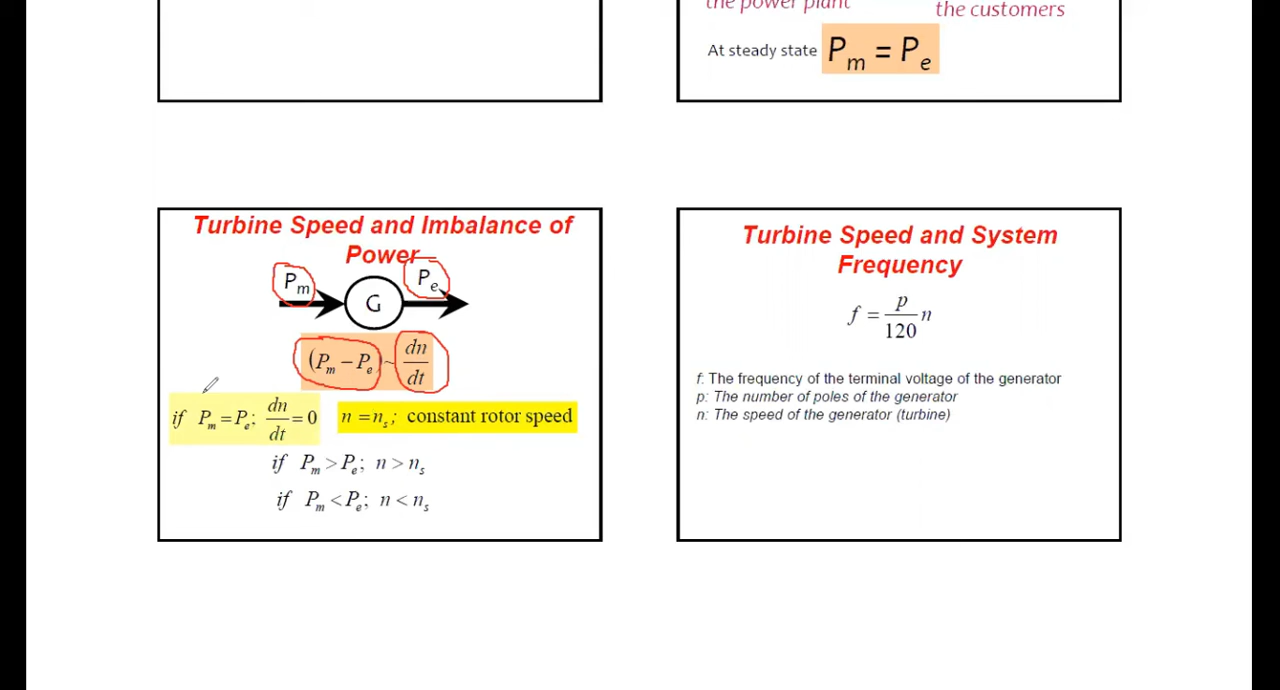 the power plant
the customers
At steady state P_m = P_e
Turbine Speed and Imbalance of
Power
P_m G P_e
(P_m − P_e) ~ dn/dt
if P_m = P_e; dn/dt = 0 n = n_s; constant rotor speed
if P_m > P_e; n > n_s
if P_m < P_e; n < n_s
Turbine Speed and System
Frequency
f = p/120 n
f: The frequency of the terminal voltage of the generator
p: The number of poles of the generator
n: The speed of the generator (turbine)